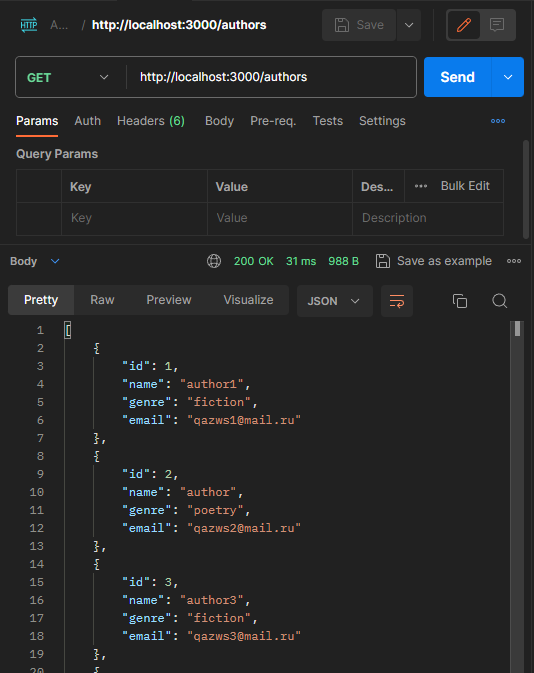 HTTP A... / http://localhost:3000/authors Save
GET http://localhost:3000/authors Send
Params Auth Headers (6) Body Pre-req. Tests Settings
Query Params
Key Value Des... Bulk Edit
Key Value Description
Body 200 OK 31 ms 988 B Save as example
Pretty Raw Preview Visualize JSON
1 [
2 {
3 "id": 1,
4 "name": "author1",
5 "genre": "fiction",
6 "email": "qazws1@mail.ru"
7 },
8 {
9 "id": 2,
10 "name": "author",
11 "genre": "poetry",
12 "email": "qazws2@mail.ru"
13 },
14 {
15 "id": 3,
16 "name": "author3",
17 "genre": "fiction",
18 "email": "qazws3@mail.ru"
19 },
20 {